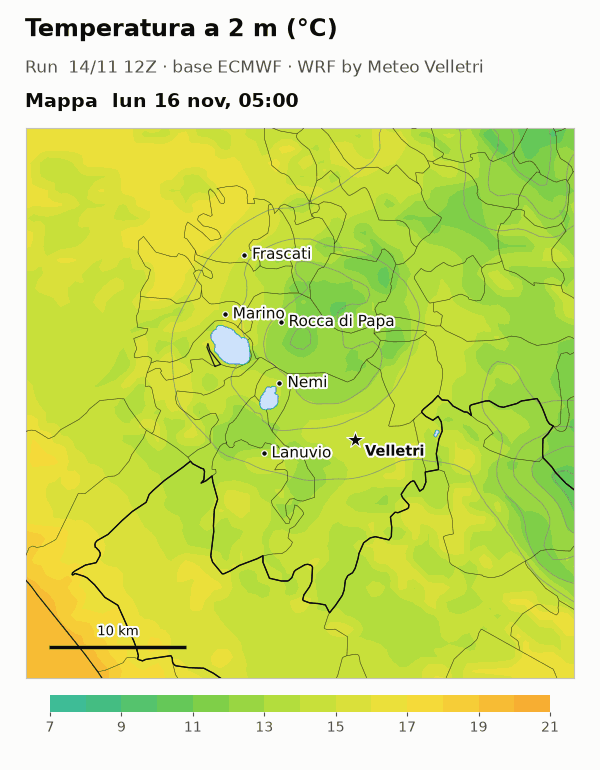 Temperatura a 2 m (°C)
Run  14/11 12Z · base ECMWF · WRF by Meteo Velletri
Mappa  lun 16 nov, 05:00
Frascati
Marino
Rocca di Papa
Nemi
Velletri
Lanuvio
10 km
7 9 11 13 15 17 19 21